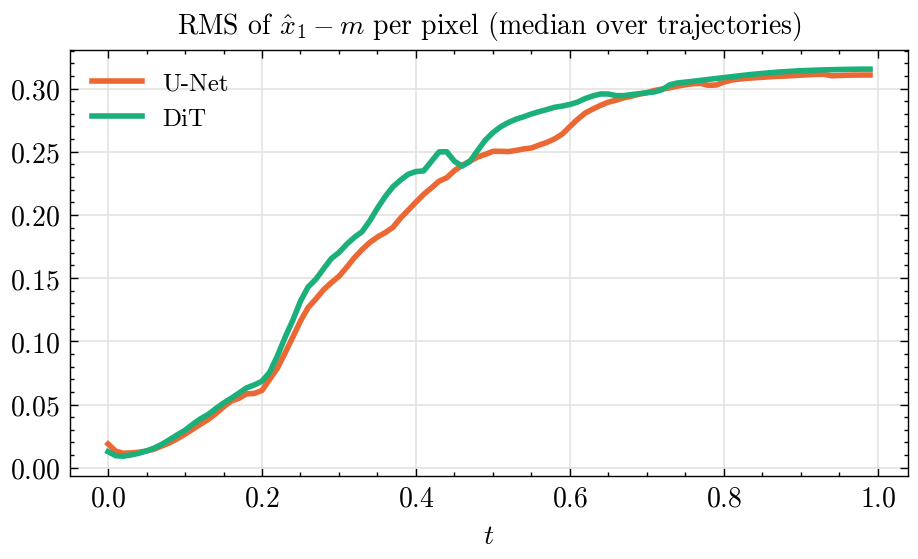 RMS of x̂₁ − m per pixel (median over trajectories)
U-Net
DiT
0.30
0.25
0.20
0.15
0.10
0.05
0.00
0.0 0.2 0.4 0.6 0.8 1.0
t